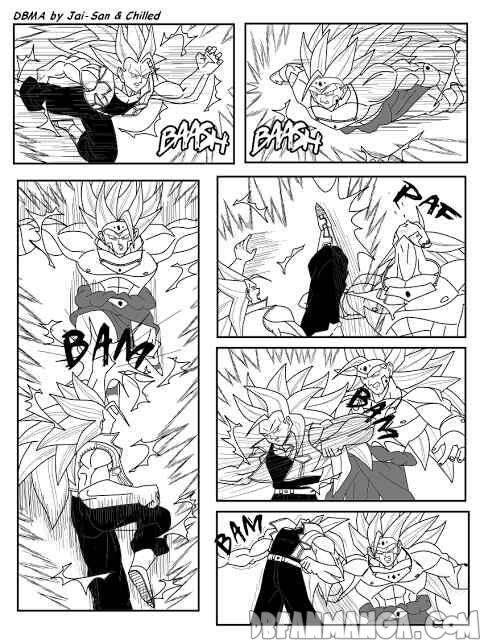 DBMA by Jai-San & Chilled
BAASH
BAASH
BAM
PAF
BAM
BAM
DBFANMANGA.COM